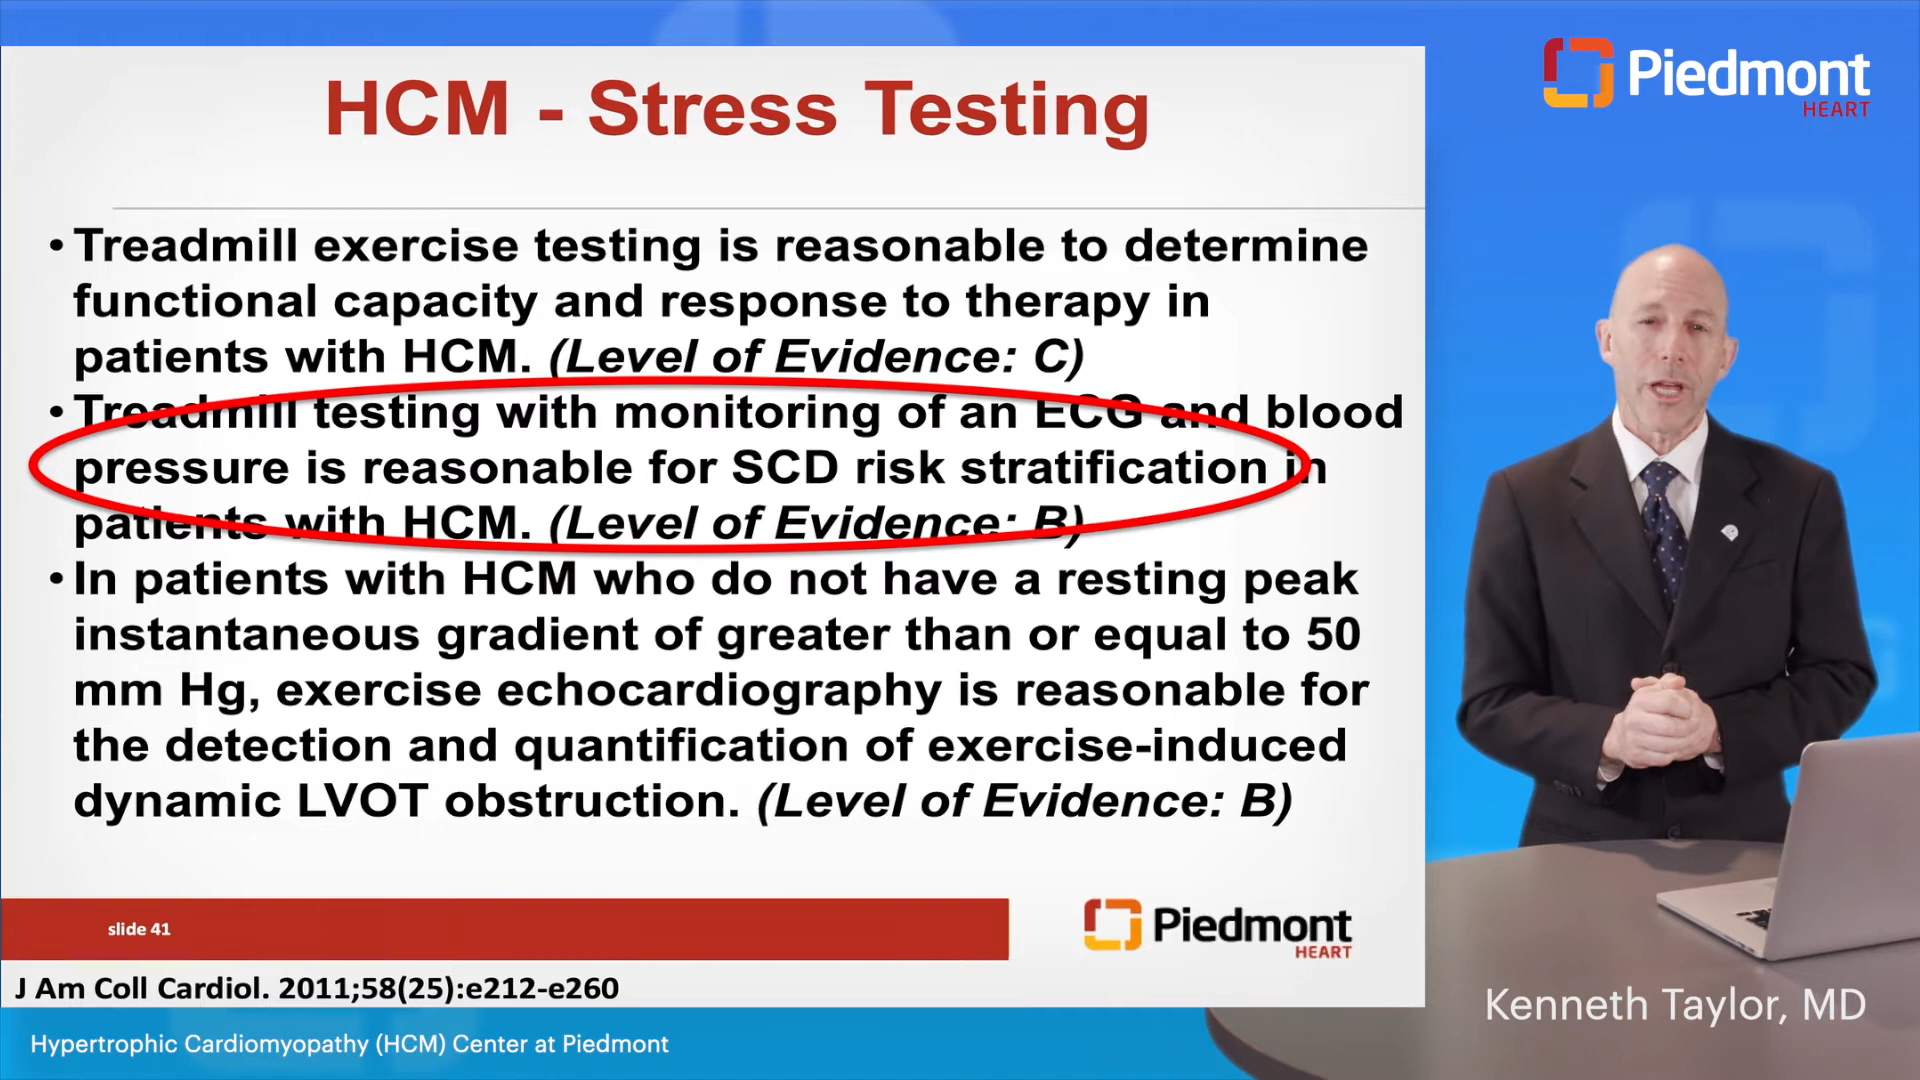 HCM - Stress Testing
• Treadmill exercise testing is reasonable to determine
functional capacity and response to therapy in
patients with HCM. (Level of Evidence: C)
• Treadmill testing with monitoring of an ECG and blood
pressure is reasonable for SCD risk stratification in
patients with HCM. (Level of Evidence: B)
• In patients with HCM who do not have a resting peak
instantaneous gradient of greater than or equal to 50
mm Hg, exercise echocardiography is reasonable for
the detection and quantification of exercise-induced
dynamic LVOT obstruction. (Level of Evidence: B)
slide 41
Piedmont
HEART
J Am Coll Cardiol. 2011;58(25):e212-e260
Hypertrophic Cardiomyopathy (HCM) Center at Piedmont
Piedmont
HEART
Kenneth Taylor, MD